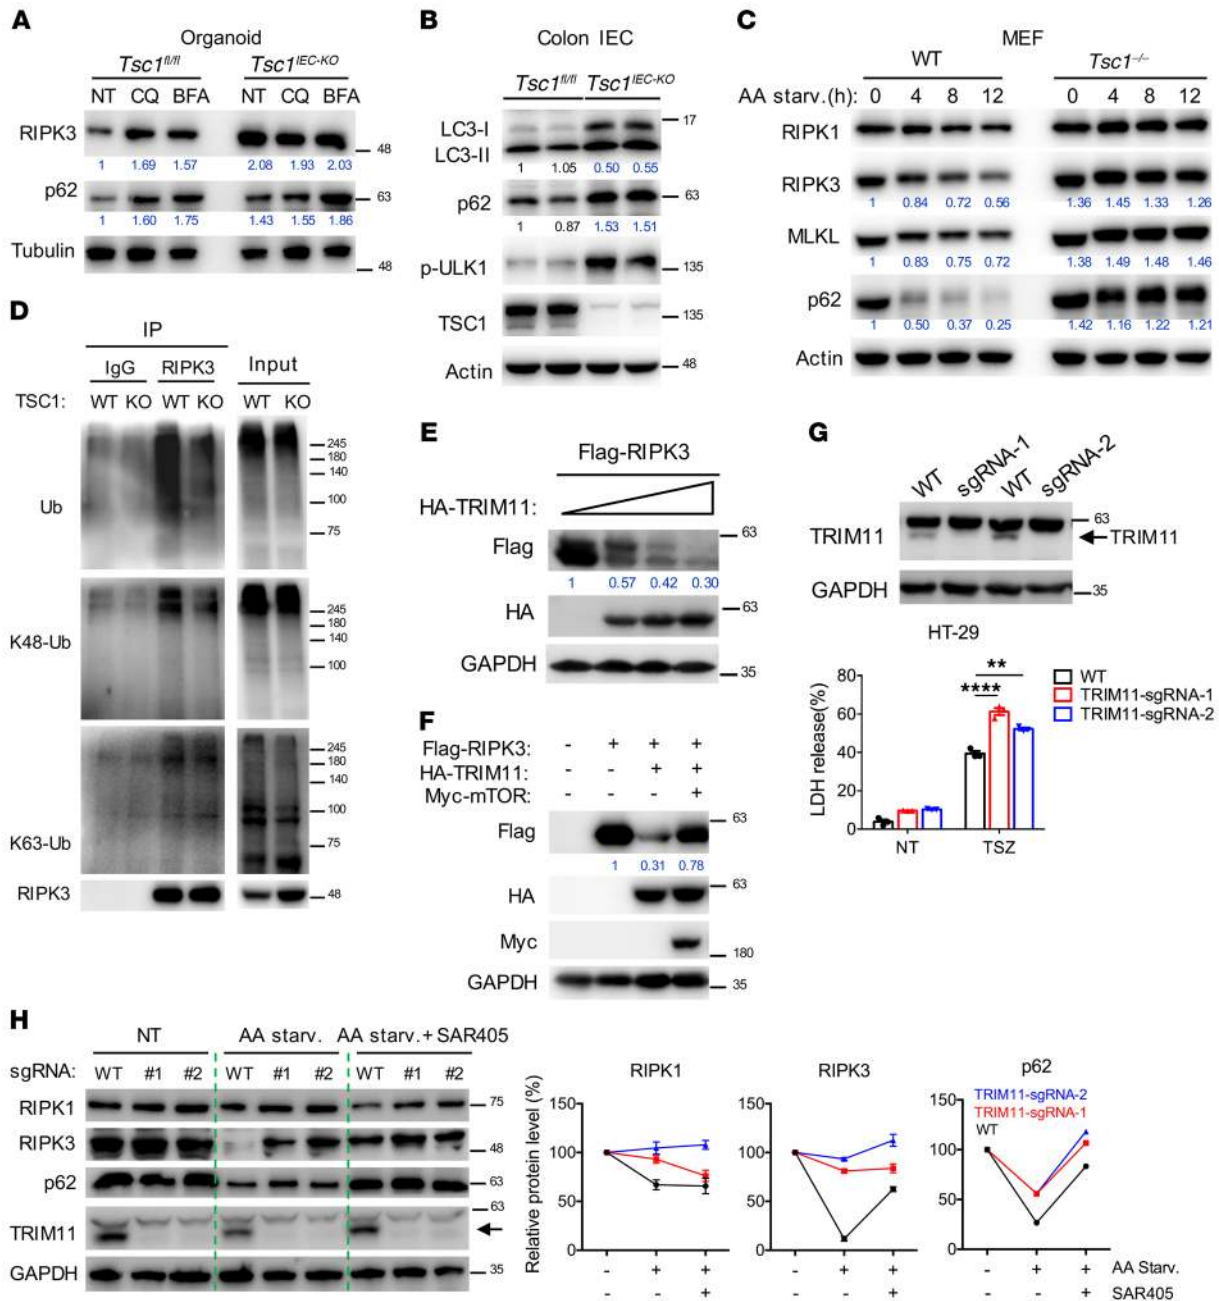 A
Organoid
Tsc1fl/fl Tsc1IEC-KO
NT CQ BFA NT CQ BFA
RIPK3
48
1 1.69 1.57 2.08 1.93 2.03
p62
63
1 1.60 1.75 1.43 1.55 1.86
Tubulin
48
B
Colon IEC
Tsc1fl/fl Tsc1IEC-KO
LC3-I
17
LC3-II
1 1.05 0.50 0.55
p62
63
1 0.87 1.53 1.51
p-ULK1
135
TSC1
135
Actin
48
C
MEF
WT Tsc1–/–
AA starv.(h): 0 4 8 12 0 4 8 12
RIPK1
RIPK3
1 0.84 0.72 0.56 1.36 1.45 1.33 1.26
MLKL
1 0.83 0.75 0.72 1.38 1.49 1.48 1.46
p62
1 0.50 0.37 0.25 1.42 1.16 1.22 1.21
Actin
D
IP
IgG RIPK3 Input
TSC1: WT KO WT KO WT KO
245
180
140
Ub
100
75
245
180
140
K48-Ub
100
245
180
140
100
75
K63-Ub
RIPK3
48
E
Flag-RIPK3
HA-TRIM11:
63
Flag
1 0.57 0.42 0.30
63
HA
GAPDH
35
F
Flag-RIPK3: - + + +
HA-TRIM11: - - + +
Myc-mTOR: - - - +
63
Flag
1 0.31 0.78
63
HA
Myc
180
GAPDH
35
G
WT sgRNA-1 WT sgRNA-2
63
TRIM11
TRIM11
GAPDH
35
HT-29
LDH release(%)
80
60
40
20
0
**
****
NT TSZ
WT
TRIM11-sgRNA-1
TRIM11-sgRNA-2
H
NT AA starv. AA starv.+ SAR405
sgRNA: WT #1 #2 WT #1 #2 WT #1 #2
RIPK1
75
RIPK3
48
p62
63
63
TRIM11
GAPDH
35
Relative protein level (%)
RIPK1
150
100
50
0
- + +
- - +
RIPK3
150
100
50
0
- + +
- - +
p62
TRIM11-sgRNA-2
TRIM11-sgRNA-1
WT
150
100
50
0
- + + AA Starv.
- - + SAR405